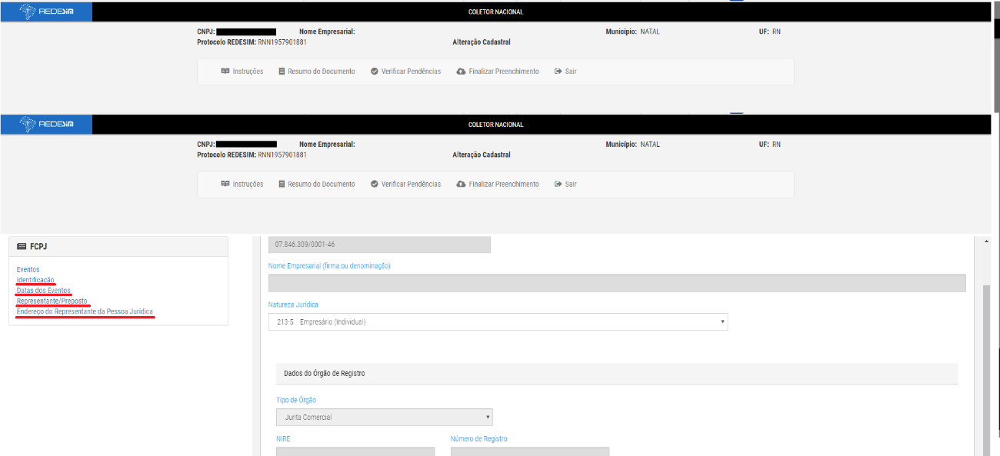 REDESIM
COLETOR NACIONAL
CNPJ: Nome Empresarial: Município: NATAL UF: RN
Protocolo REDESIM: RNN1957901881 Alteração Cadastral
Instruções Resumo do Documento Verificar Pendências Finalizar Preenchimento Sair
REDESIM
COLETOR NACIONAL
CNPJ: Nome Empresarial: Município: NATAL UF: RN
Protocolo REDESIM: RNN1957901881 Alteração Cadastral
Instruções Resumo do Documento Verificar Pendências Finalizar Preenchimento Sair
FCPJ
Eventos
Identificação
Datas dos Eventos
Representante/Preposto
Endereço do Representante da Pessoa Jurídica
07.846.309/0001-46
Nome Empresarial (firma ou denominação)
Natureza Jurídica
213-5 Empresário (Individual)
Dados do Órgão de Registro
Tipo de Órgão
Junta Comercial
NIRE Número de Registro